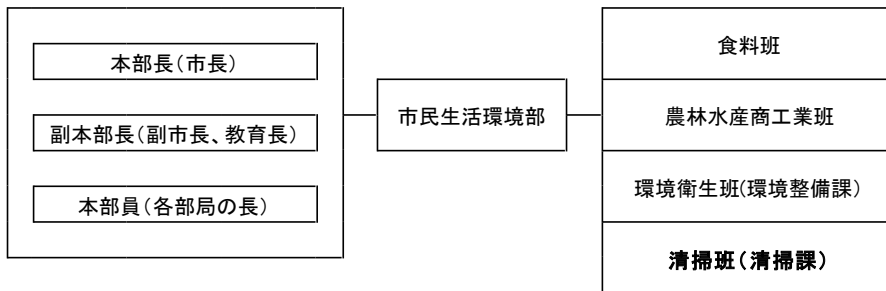 本部長（市長）
副本部長（副市長、教育長）
本部員（各部局の長）
市民生活環境部
食料班
農林水産商工業班
環境衛生班(環境整備課)
清掃班（清掃課）